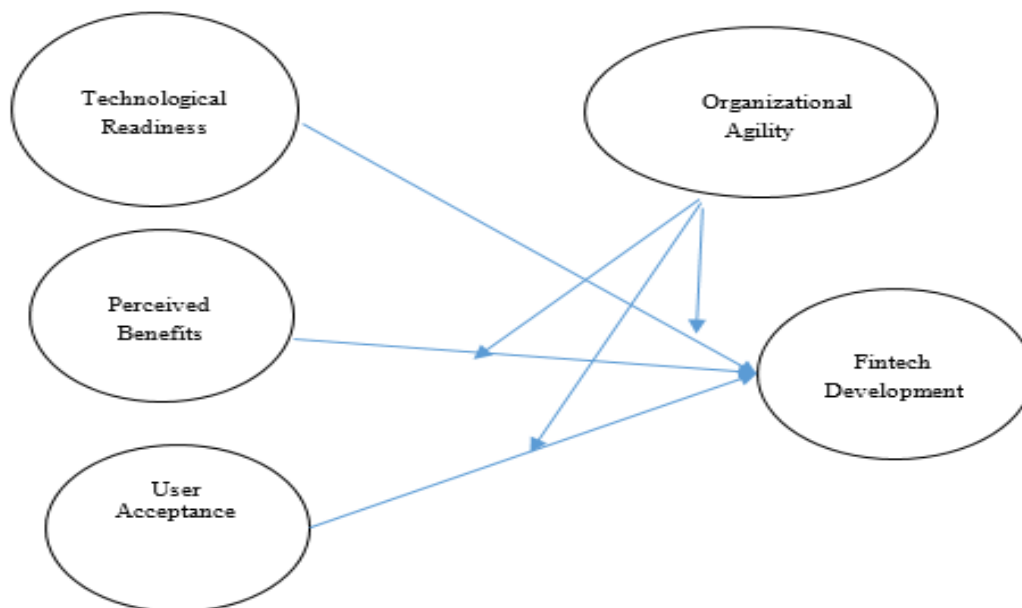 Technological
Readiness
Organizational
Agility
Perceived
Benefits
Fintech
Development
User
Acceptance